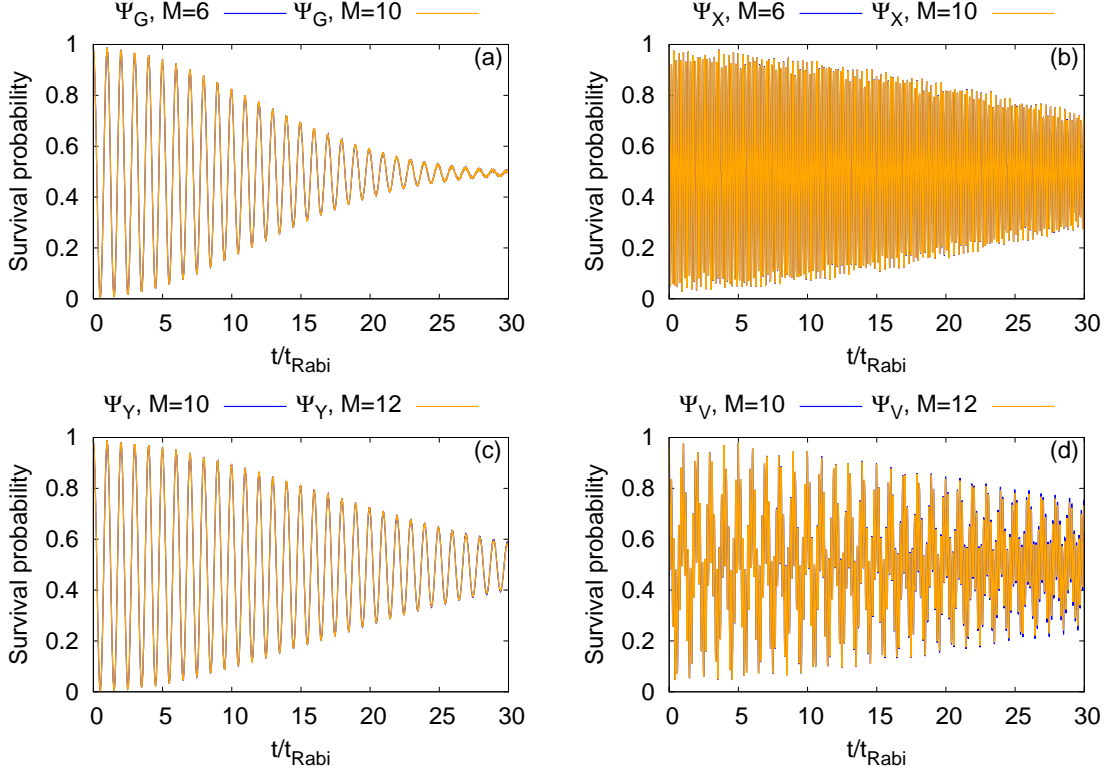 Ψ_G, M=6 Ψ_G, M=10
(a)
Survival probability
1
0.8
0.6
0.4
0.2
0
0 5 10 15 20 25 30
t/t_Rabi
Ψ_X, M=6 Ψ_X, M=10
(b)
Survival probability
1
0.8
0.6
0.4
0.2
0
0 5 10 15 20 25 30
t/t_Rabi
Ψ_Y, M=10 Ψ_Y, M=12
(c)
Survival probability
1
0.8
0.6
0.4
0.2
0
0 5 10 15 20 25 30
t/t_Rabi
Ψ_V, M=10 Ψ_V, M=12
(d)
Survival probability
1
0.8
0.6
0.4
0.2
0
0 5 10 15 20 25 30
t/t_Rabi